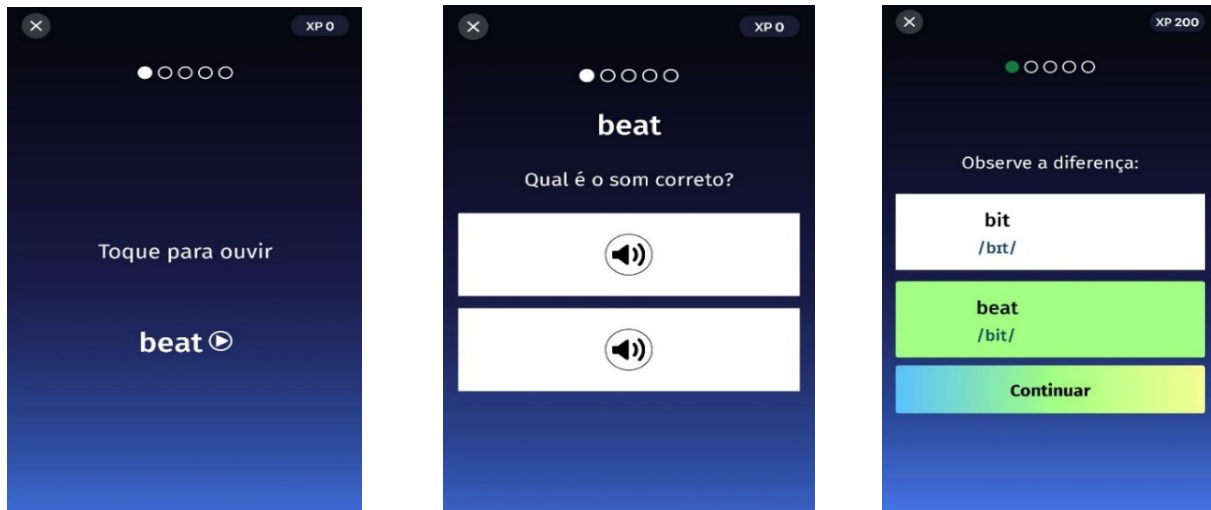 XP 0
Toque para ouvir
beat
XP 0
beat
Qual é o som correto?
XP 200
Observe a diferença:
bit
/bɪt/
beat
/bit/
Continuar